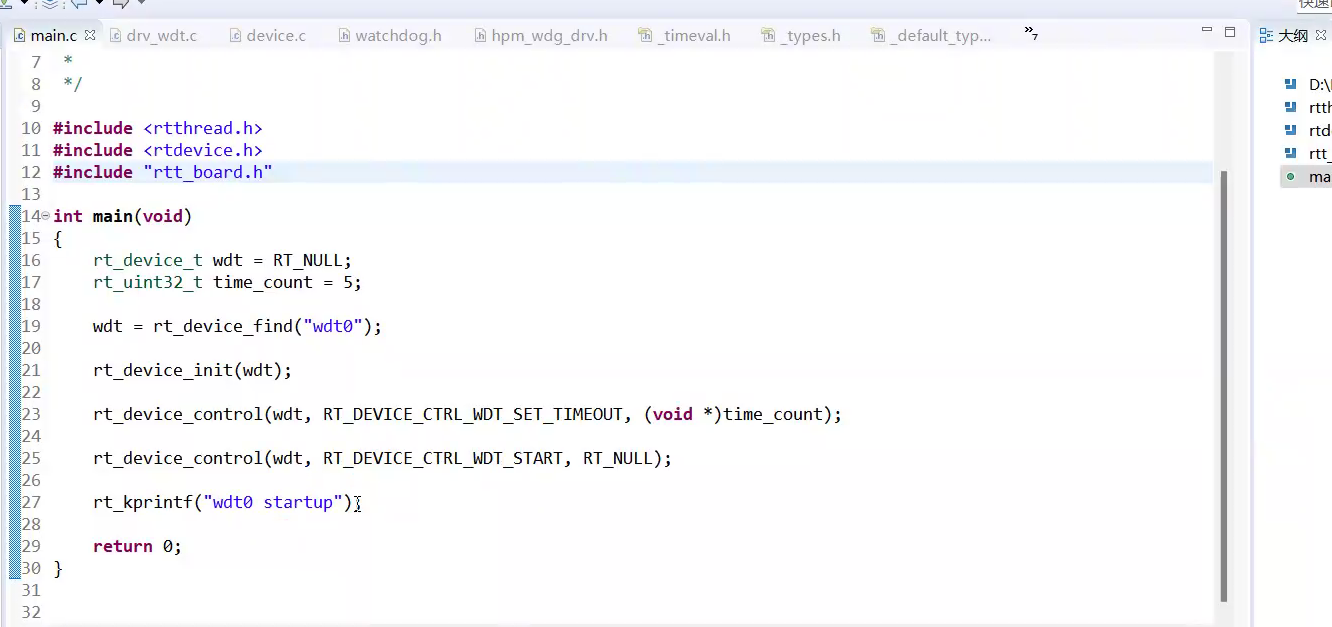 快速
main.c drv_wdt.c device.c watchdog.h hpm_wdg_drv.h _timeval.h _types.h _default_typ... »7 大纲
7 *
8 */
9
10 #include <rtthread.h>
11 #include <rtdevice.h>
12 #include "rtt_board.h"
13
14 int main(void)
15 {
16 rt_device_t wdt = RT_NULL;
17 rt_uint32_t time_count = 5;
18
19 wdt = rt_device_find("wdt0");
20
21 rt_device_init(wdt);
22
23 rt_device_control(wdt, RT_DEVICE_CTRL_WDT_SET_TIMEOUT, (void *)time_count);
24
25 rt_device_control(wdt, RT_DEVICE_CTRL_WDT_START, RT_NULL);
26
27 rt_kprintf("wdt0 startup");
28
29 return 0;
30 }
31
32
D:\
rtth
rtd
rtt_
ma